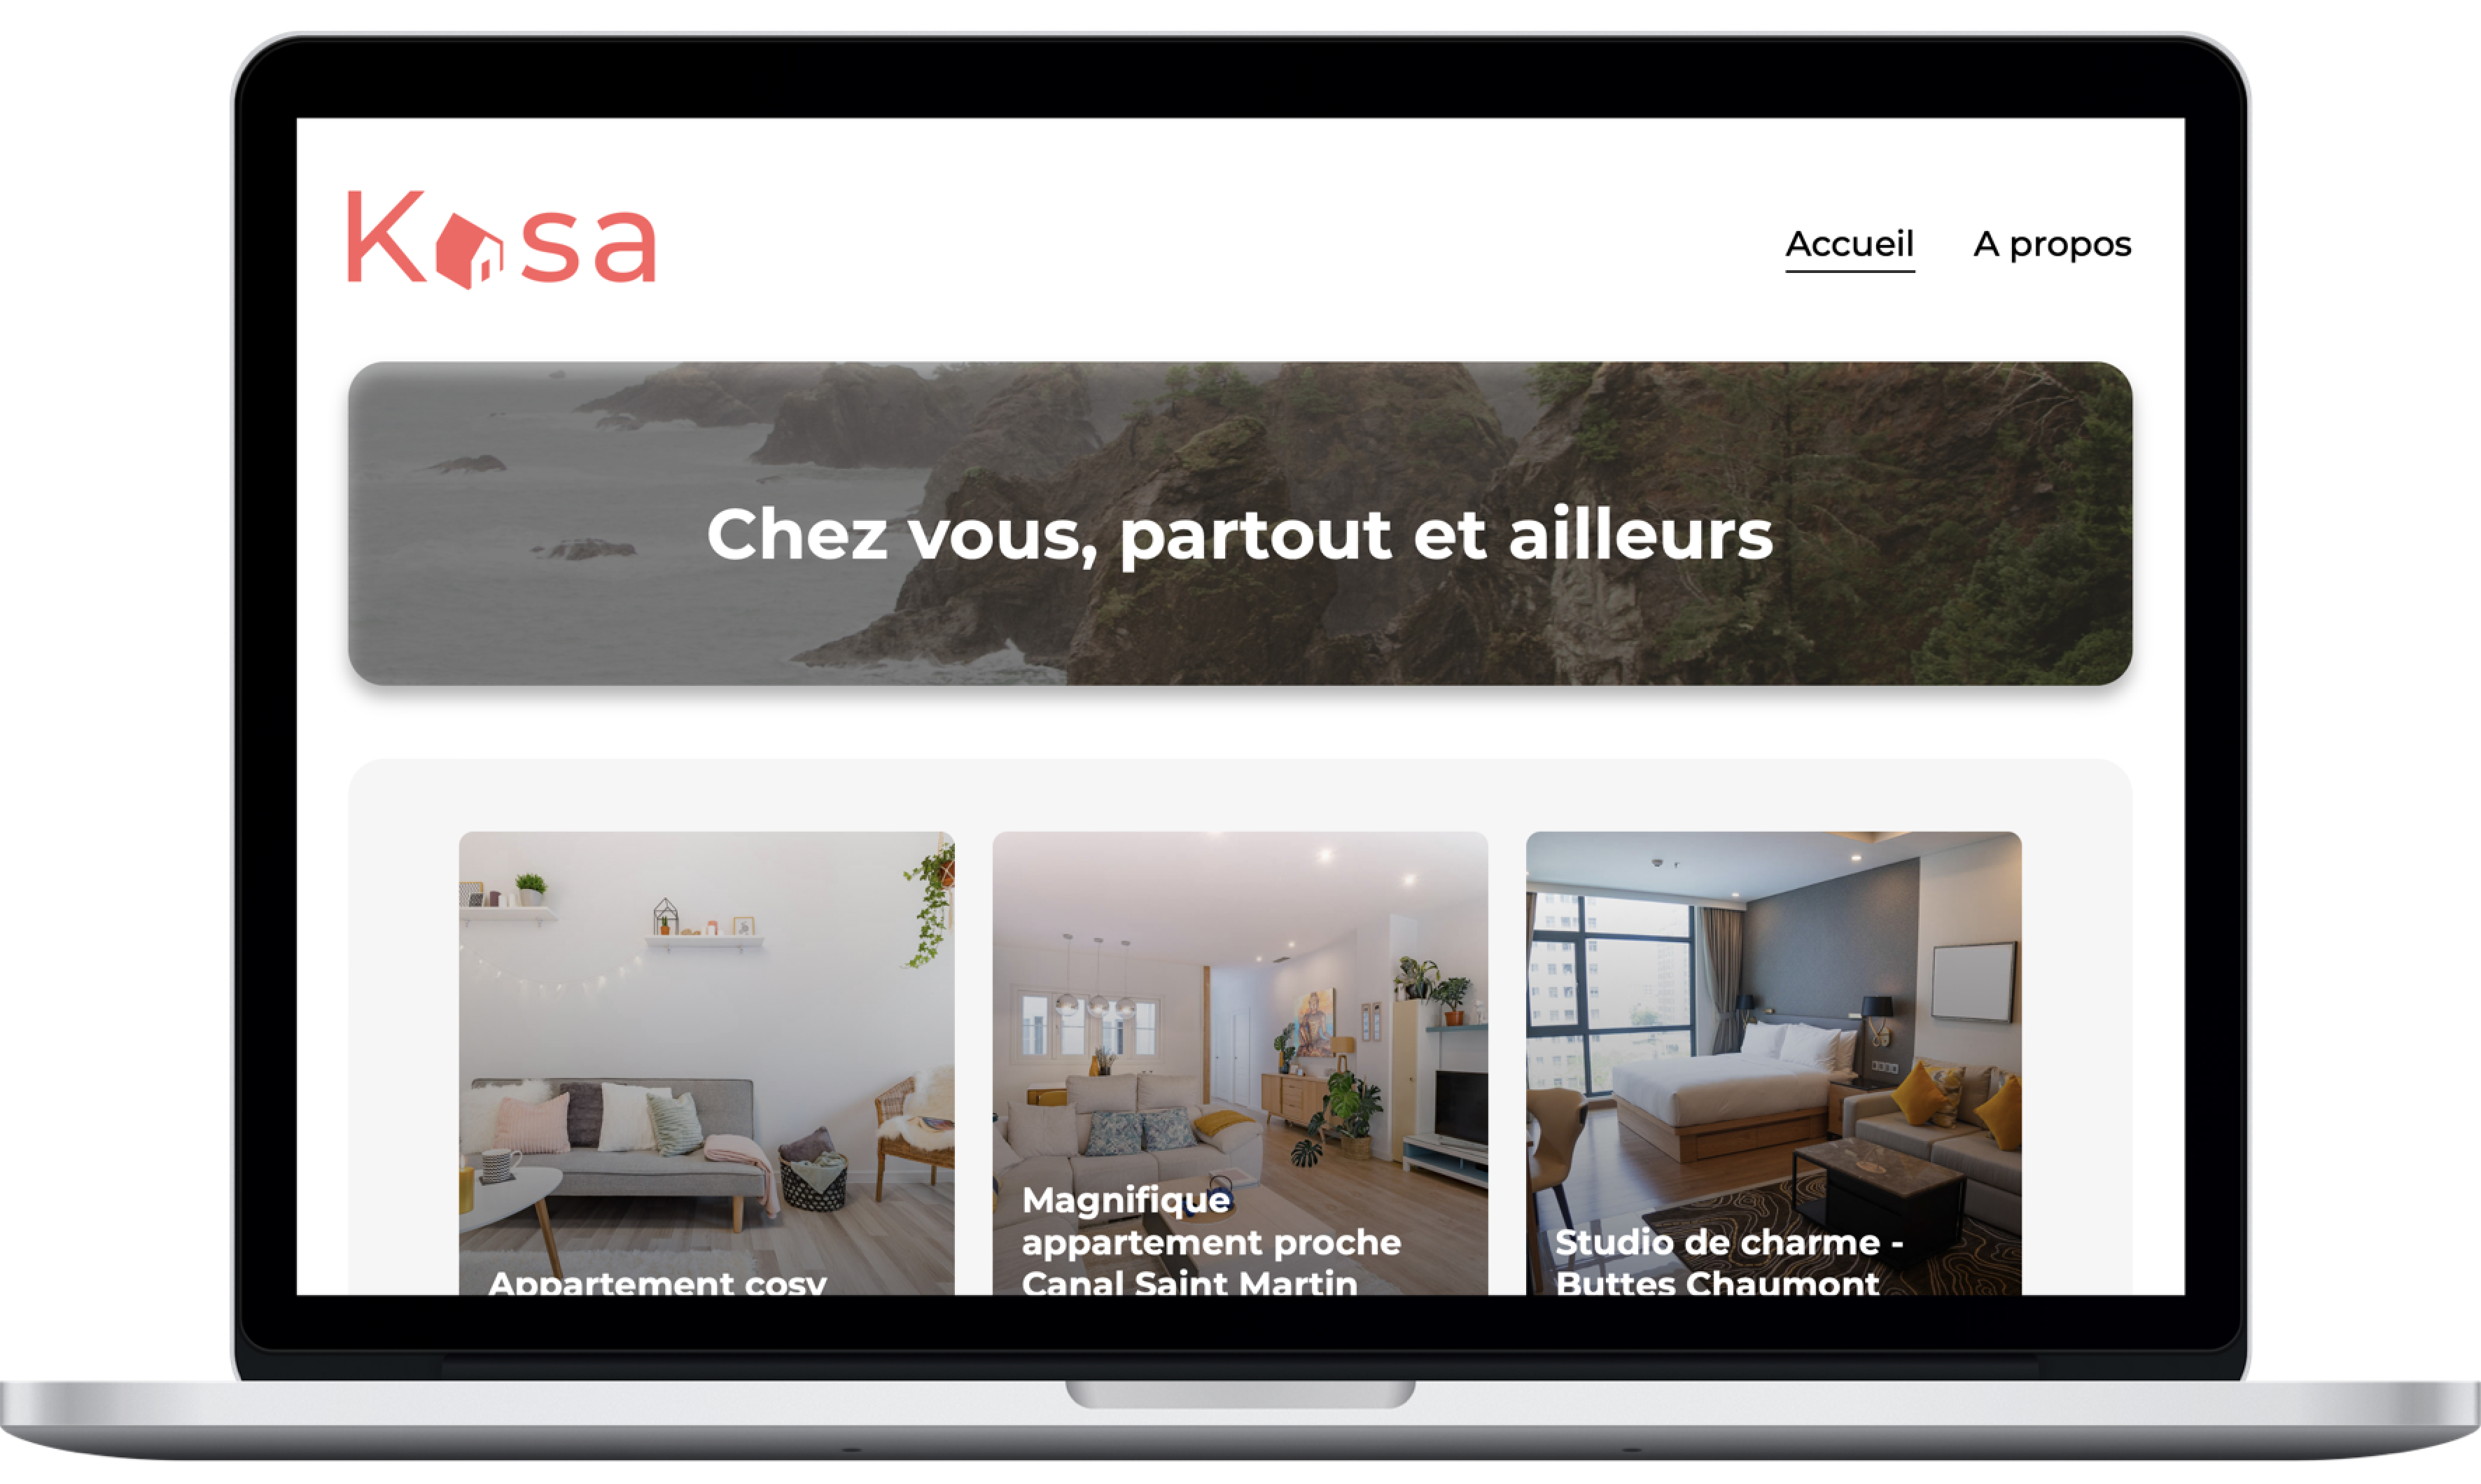 Kasa
Accueil A propos
Chez vous, partout et ailleurs
Appartement cosy
Magnifique
appartement proche
Canal Saint Martin
Studio de charme -
Buttes Chaumont